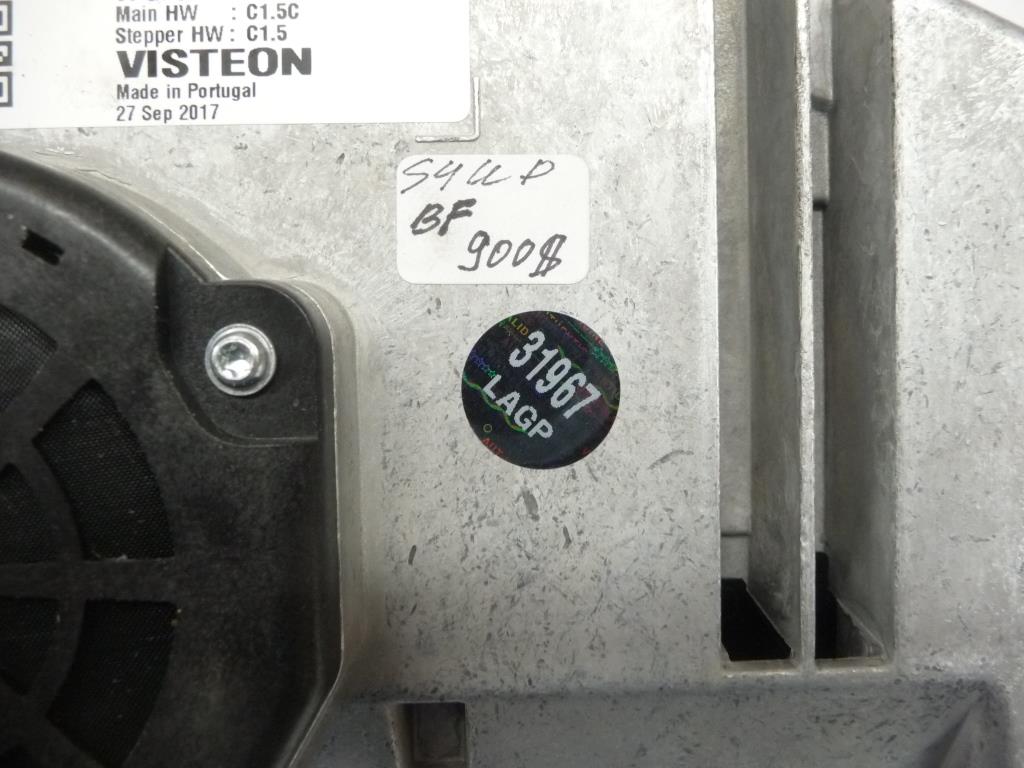 Main HW : C1.5C
Stepper HW : C1.5
VISTEON
Made in Portugal
27 Sep 2017
BF
900$
31967
LAGP